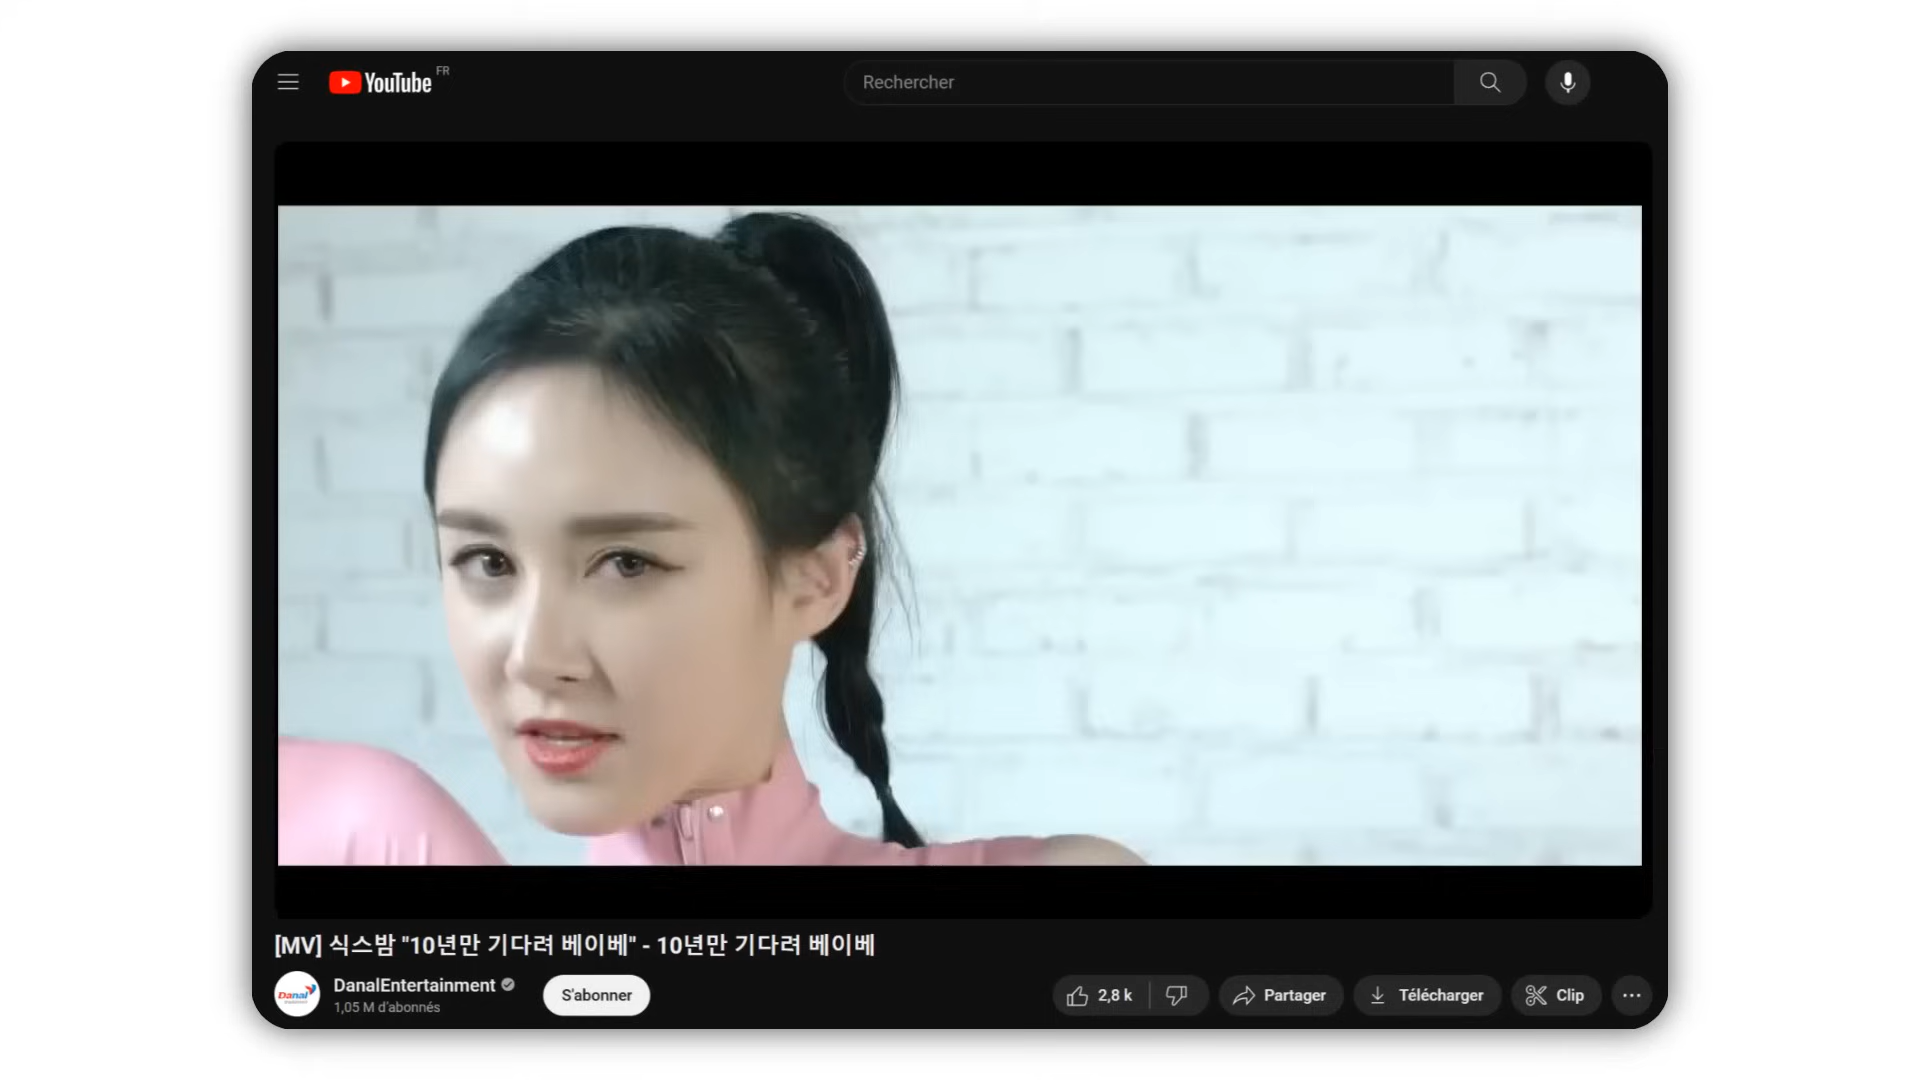 YouTube FR
Rechercher
[MV] 식스밤 "10년만 기다려 베이베" - 10년만 기다려 베이베
Danal
DanalEntertainment
1,05 M d'abonnés
S'abonner
2,8 k
Partager
Télécharger
Clip